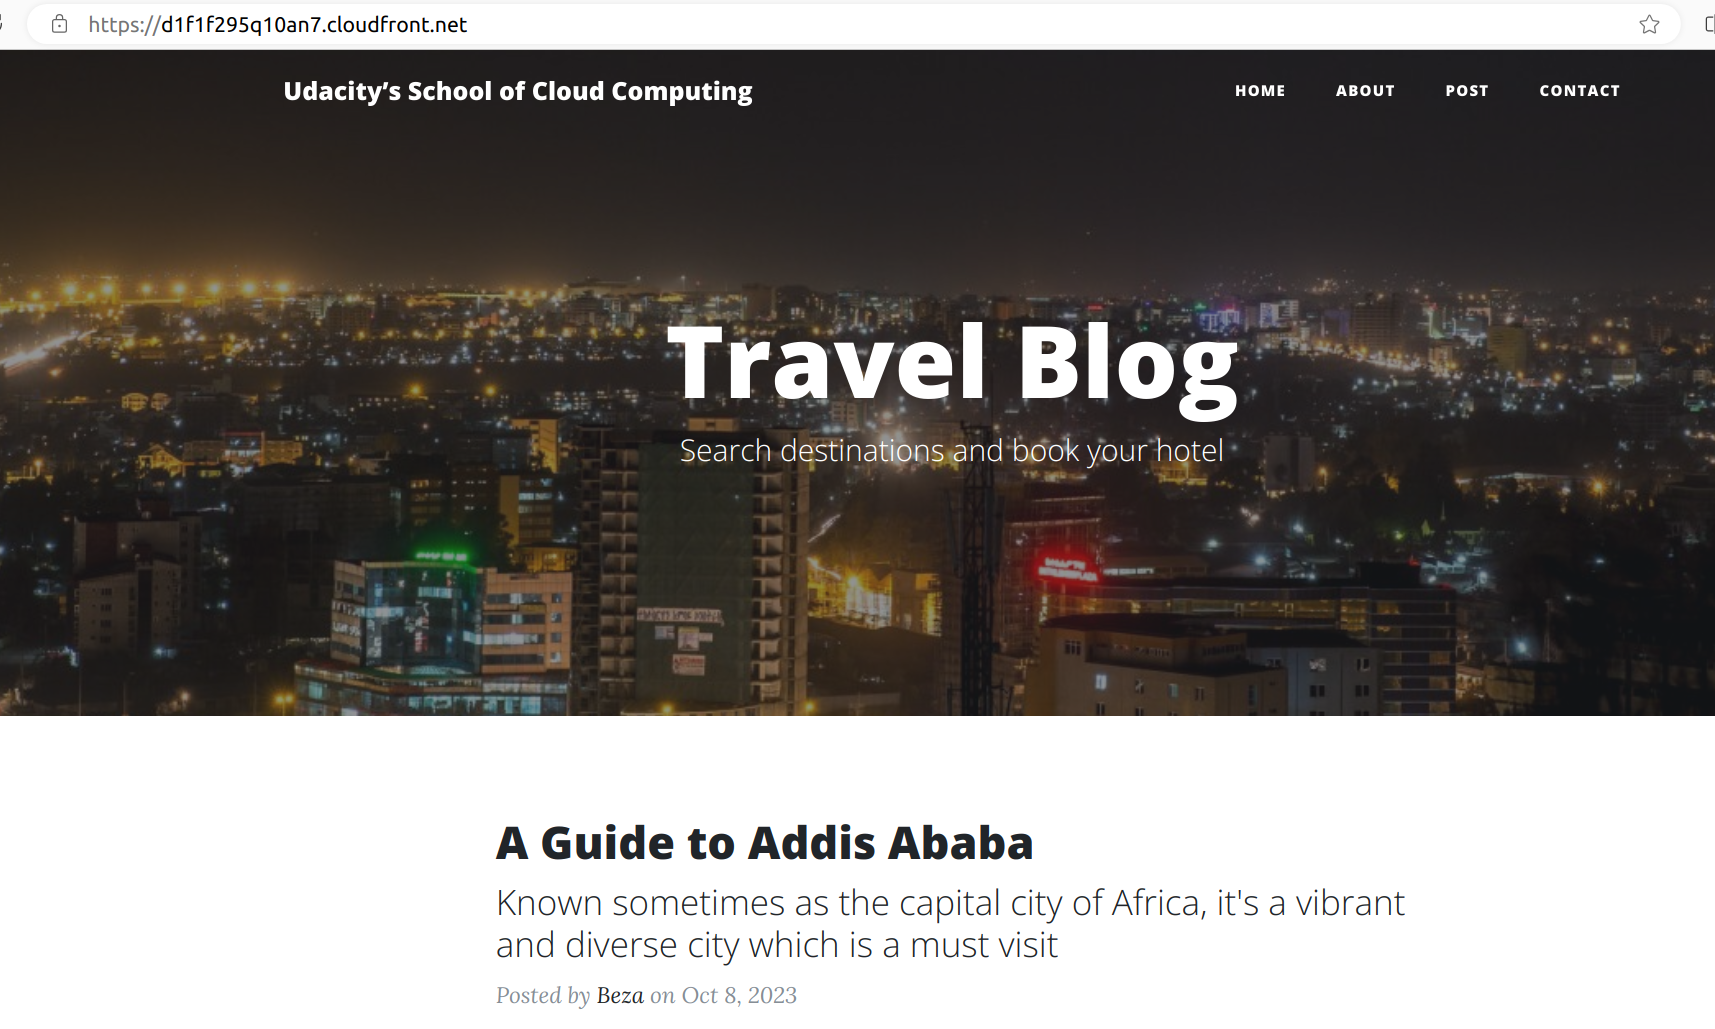 https://d1f1f295q10an7.cloudfront.net
Udacity’s School of Cloud Computing
HOME
ABOUT
POST
CONTACT
Travel Blog
Search destinations and book your hotel
A Guide to Addis Ababa
Known sometimes as the capital city of Africa, it's a vibrant
and diverse city which is a must visit
Posted by Beza on Oct 8, 2023